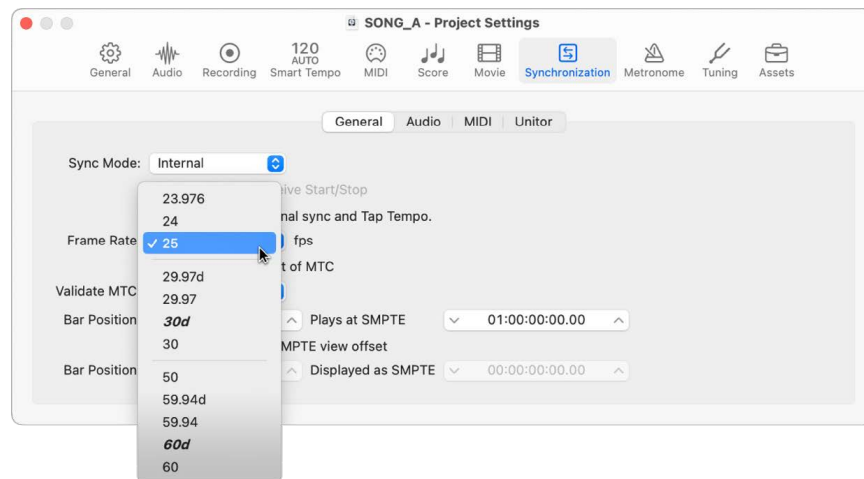 SONG_A - Project Settings
120
AUTO
General Audio Recording Smart Tempo MIDI Score Movie Synchronization Metronome Tuning Assets
General Audio MIDI Unitor
Sync Mode: Internal
ive Start/Stop
23.976
nal sync and Tap Tempo.
24
Frame Rate ✓ 25 fps
t of MTC
29.97d
Validate MTC
29.97
Bar Position 30d Plays at SMPTE 01:00:00:00.00
30 MPTE view offset
Bar Position 50 Displayed as SMPTE 00:00:00:00.00
59.94d
59.94
60d
60